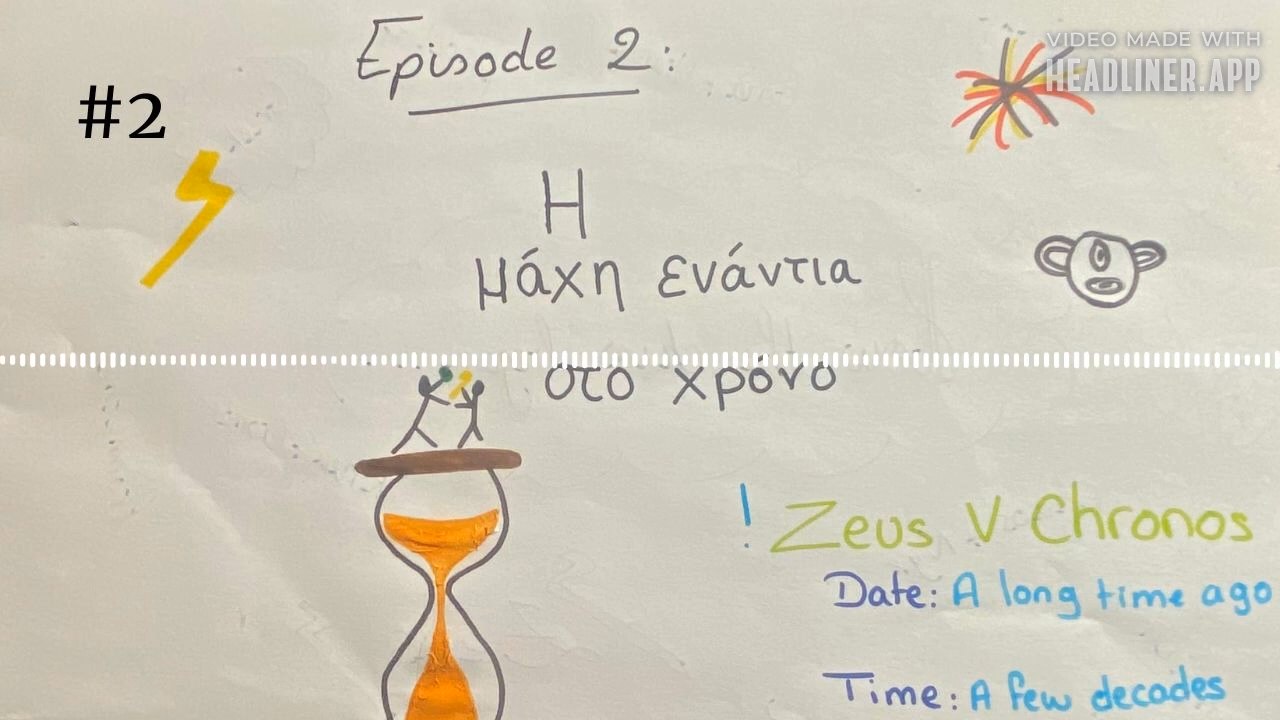 Episode 2:
VIDEO MADE WITH
HEADLINER.APP
#2
Η
μάχη ενάντια
στο χρόνο
! Zeus V Chronos
Date: A long time ago
Time: A few decades